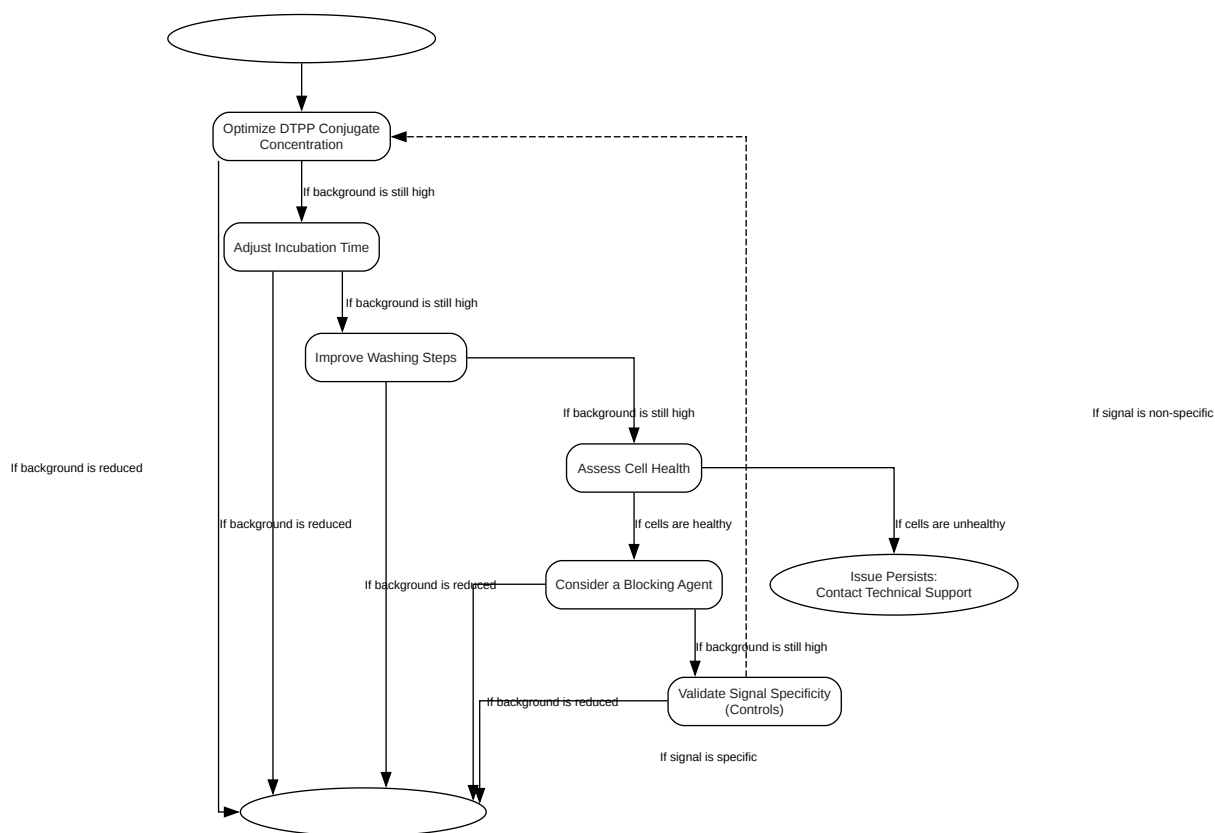 Optimize DTPP Conjugate
Concentration
If background is still high
Adjust Incubation Time
If background is still high
Improve Washing Steps
If background is still high
If signal is non-specific
If background is reduced
Assess Cell Health
If background is reduced
If cells are healthy
If cells are unhealthy
If background is reduced
Consider a Blocking Agent
Issue Persists:
Contact Technical Support
If background is still high
Validate Signal Specificity
(Controls)
If background is reduced
If signal is specific